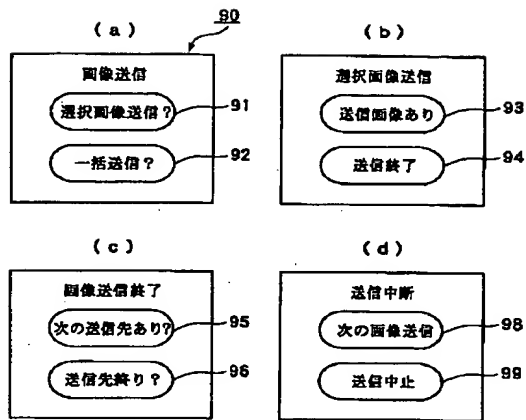 90
(a)
画像送信
選択画像送信?
91
一括送信?
92
(b)
選択画像送信
送信画像あり
93
送信終了
94
(c)
画像送信終了
次の送信先あり?
95
送信先終り?
96
(d)
送信中断
次の画像送信
98
送信中止
99